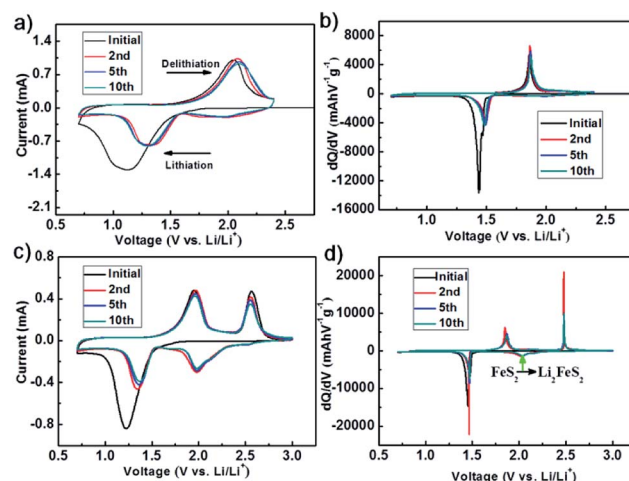 a)
1.4
0.7
0.0
-0.7
-1.4
-2.1
Current (mA)
Initial
2nd
5th
10th
Delithiation
Lithiation
0.5 1.0 1.5 2.0 2.5
Voltage (V vs. Li/Li⁺)
b)
8000
4000
0
-4000
-8000
-12000
-16000
dQ/dV (mAhV⁻¹g⁻¹)
Initial
2nd
5th
10th
1.0 1.5 2.0 2.5
Voltage (V vs. Li/Li⁺)
c)
0.8
0.4
0.0
-0.4
-0.8
Current (mA)
Initial
2nd
5th
10th
0.5 1.0 1.5 2.0 2.5 3.0
Voltage (V vs. Li/Li⁺)
d)
20000
10000
0
-10000
-20000
dQ/dV (mAhV⁻¹g⁻¹)
Initial
2nd
5th
10th
FeS₂→Li₂FeS₂
0.5 1.0 1.5 2.0 2.5 3.0
Voltage (V vs. Li/Li⁺)